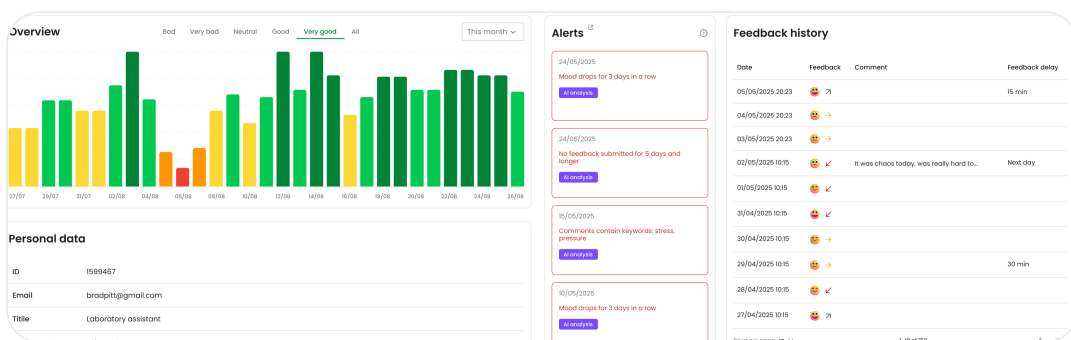 Overview
Bad Very bad Neutral Good Very good All
This month
27/07 29/07 31/07 02/08 04/08 06/08 08/08 10/08 12/08 14/08 16/08 18/08 20/08 22/08 24/08 26/08
Personal data
ID 1599467
Email bradpitt@gmail.com
Titile Laboratory assistant
Alerts
24/05/2025
Mood drops for 3 days in a row
AI analysis
24/05/2025
No feedback submitted for 5 days and
longer
AI analysis
15/05/2025
Comments contain keywords: stress,
pressure
AI analysis
10/05/2025
Mood drops for 3 days in a row
AI analysis
Feedback history
Date Feedback Comment Feedback delay
05/05/2025 20:23 15 min
04/05/2025 20:23
03/05/2025 20:23
02/05/2025 10:15 It was chaos today, was really hard to... Next day
01/05/2025 10:15
31/04/2025 10:15
30/04/2025 10:15
29/04/2025 10:15 30 min
28/04/2025 10:15
27/04/2025 10:15